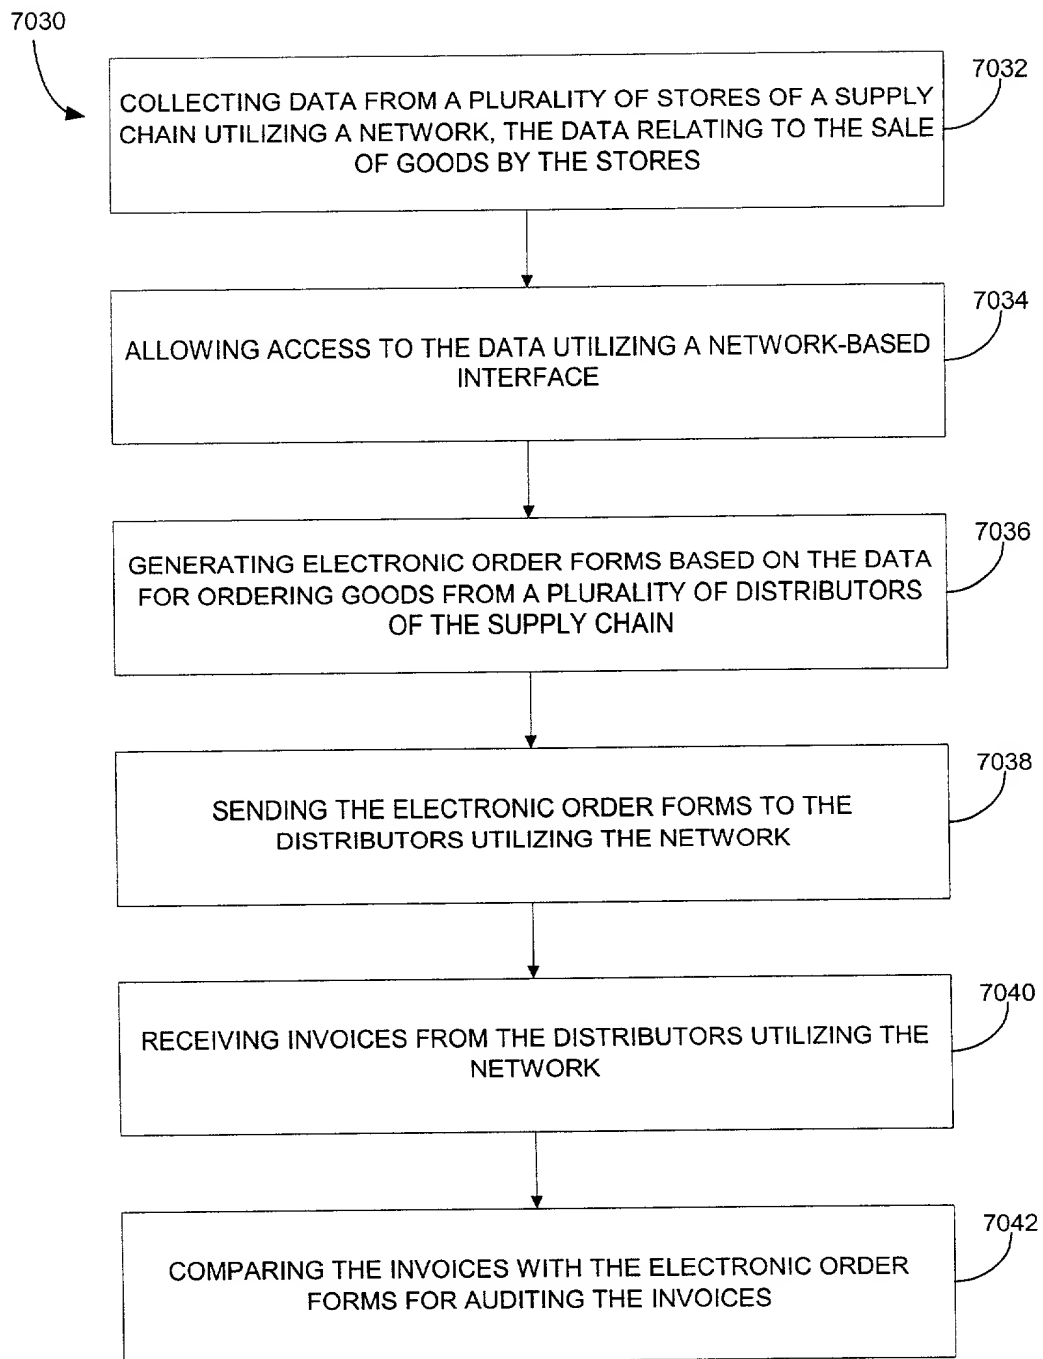 7030
7032
COLLECTING DATA FROM A PLURALITY OF STORES OF A SUPPLY
CHAIN UTILIZING A NETWORK, THE DATA RELATING TO THE SALE
OF GOODS BY THE STORES
7034
ALLOWING ACCESS TO THE DATA UTILIZING A NETWORK-BASED
INTERFACE
7036
GENERATING ELECTRONIC ORDER FORMS BASED ON THE DATA
FOR ORDERING GOODS FROM A PLURALITY OF DISTRIBUTORS
OF THE SUPPLY CHAIN
7038
SENDING THE ELECTRONIC ORDER FORMS TO THE
DISTRIBUTORS UTILIZING THE NETWORK
7040
RECEIVING INVOICES FROM THE DISTRIBUTORS UTILIZING THE
NETWORK
7042
COMPARING THE INVOICES WITH THE ELECTRONIC ORDER
FORMS FOR AUDITING THE INVOICES